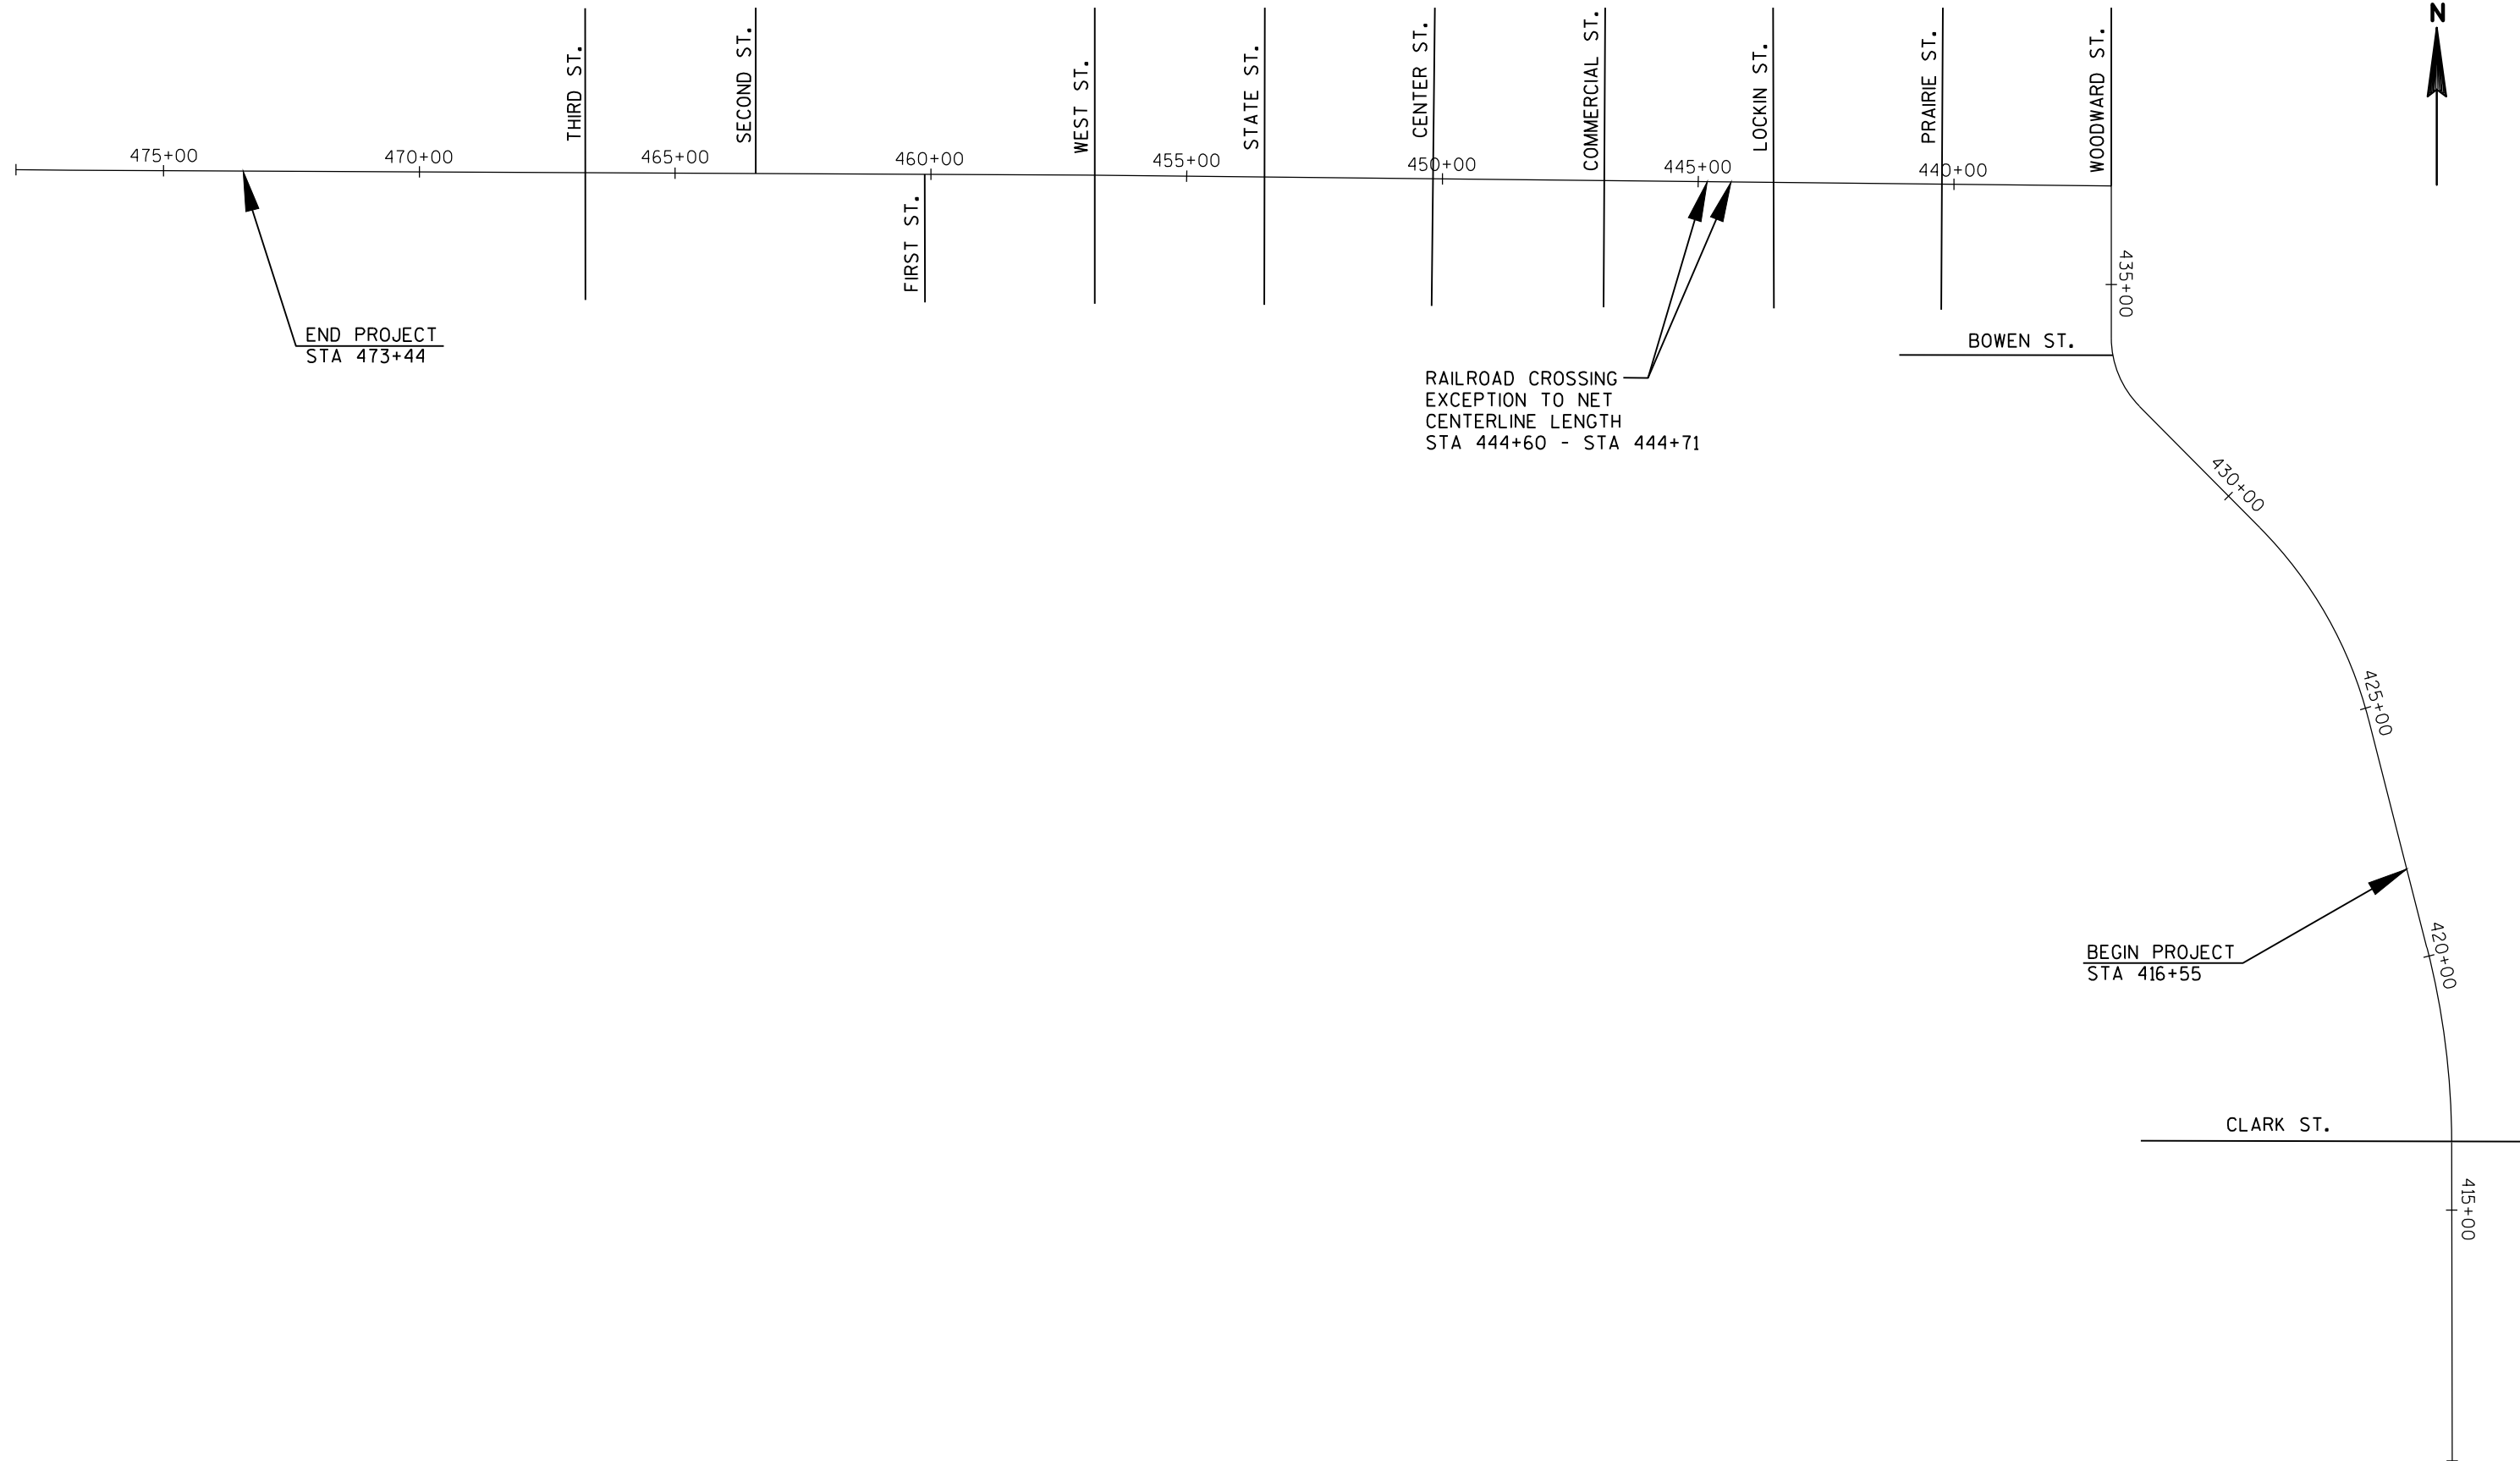 N
THIRD ST.
SECOND ST.
WEST ST.
STATE ST.
CENTER ST.
COMMERCIAL ST.
LOCKIN ST.
PRAIRIE ST.
WOODWARD ST.
475+00
470+00
465+00
460+00
455+00
450+00
445+00
440+00
FIRST ST.
435+00
END PROJECT
STA 473+44
BOWEN ST.
RAILROAD CROSSING
EXCEPTION TO NET
CENTERLINE LENGTH
STA 444+60 - STA 444+71
430+00
425+00
420+00
BEGIN PROJECT
STA 416+55
CLARK ST.
415+00